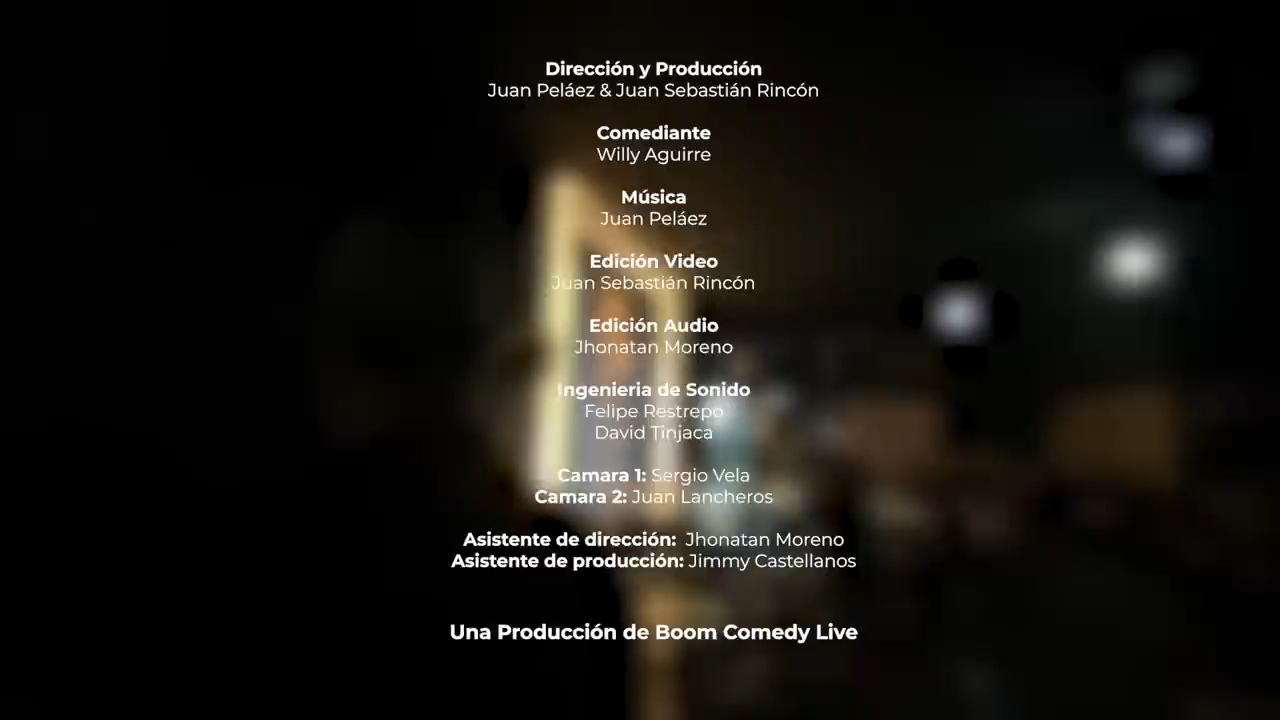 Dirección y Producción
Juan Peláez & Juan Sebastián Rincón
Comediante
Willy Aguirre
Música
Juan Peláez
Edición Video
Juan Sebastián Rincón
Edición Audio
Jhonatan Moreno
Ingenieria de Sonido
Felipe Restrepo
David Tinjaca
Camara 1: Sergio Vela
Camara 2: Juan Lancheros
Asistente de dirección: Jhonatan Moreno
Asistente de producción: Jimmy Castellanos
Una Producción de Boom Comedy Live